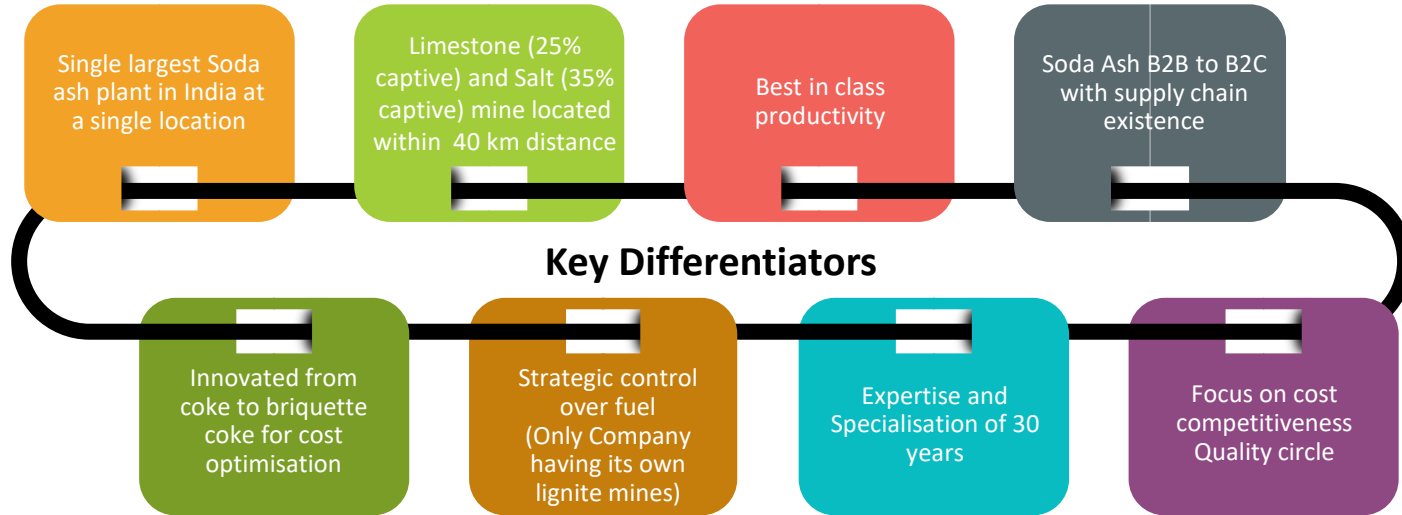 Single largest Soda
ash plant in India at
a single location
Limestone (25%
captive) and Salt (35%
captive) mine located
within 40 km distance
Best in class
productivity
Soda Ash B2B to B2C
with supply chain
existence
Key Differentiators
Innovated from
coke to briquette
coke for cost
optimisation
Strategic control
over fuel
(Only Company
having its own
lignite mines)
Expertise and
Specialisation of 30
years
Focus on cost
competitiveness
Quality circle